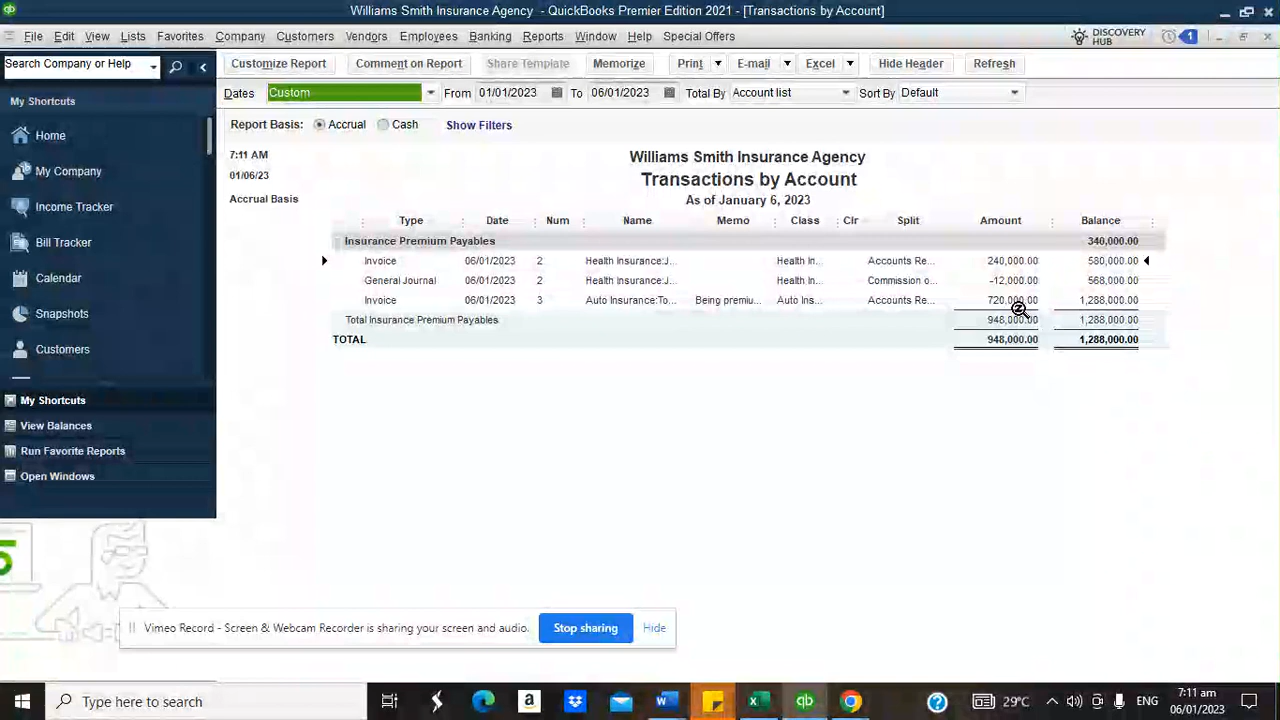 Williams Smith Insurance Agency - QuickBooks Premier Edition 2021 - [Transactions by Account]
File Edit View Lists Favorites Company Customers Vendors Employees Banking Reports Window Help Special Offers
DISCOVERY HUB 1
Search Company or Help
Customize Report Comment on Report Share Template Memorize Print E-mail Excel Hide Header Refresh
Dates Custom From 01/01/2023 To 06/01/2023 Total By Account list Sort By Default
Report Basis: Accrual Cash Show Filters
My Shortcuts
Home
My Company
Income Tracker
Bill Tracker
Calendar
Snapshots
Customers
My Shortcuts
View Balances
Run Favorite Reports
Open Windows
7:11 AM
01/06/23
Accrual Basis
Williams Smith Insurance Agency
Transactions by Account
As of January 6, 2023
Type Date Num Name Memo Class Clr Split Amount Balance
Insurance Premium Payables 340,000.00
Invoice 06/01/2023 2 Health Insurance:J... Health In... Accounts Re... 240,000.00 580,000.00
General Journal 06/01/2023 2 Health Insurance:J... Health In... Commission o... -12,000.00 568,000.00
Invoice 06/01/2023 3 Auto Insurance:To... Being premiu... Auto Ins... Accounts Re... 720,000.00 1,288,000.00
Total Insurance Premium Payables 948,000.00 1,288,000.00
TOTAL 948,000.00 1,288,000.00
5
Vimeo Record - Screen & Webcam Recorder is sharing your screen and audio. Stop sharing Hide
Type here to search
29°C ENG 7:11 am
06/01/2023